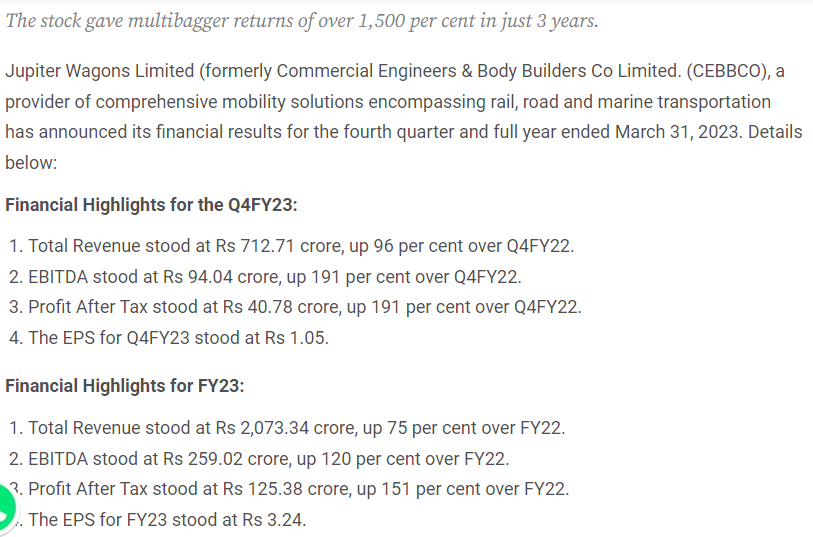 The stock gave multibagger returns of over 1,500 per cent in just 3 years.
Jupiter Wagons Limited (formerly Commercial Engineers & Body Builders Co Limited. (CEBBCO), a
provider of comprehensive mobility solutions encompassing rail, road and marine transportation
has announced its financial results for the fourth quarter and full year ended March 31, 2023. Details
below:
Financial Highlights for the Q4FY23:
1. Total Revenue stood at Rs 712.71 crore, up 96 per cent over Q4FY22.
2. EBITDA stood at Rs 94.04 crore, up 191 per cent over Q4FY22.
3. Profit After Tax stood at Rs 40.78 crore, up 191 per cent over Q4FY22.
4. The EPS for Q4FY23 stood at Rs 1.05.
Financial Highlights for FY23:
1. Total Revenue stood at Rs 2,073.34 crore, up 75 per cent over FY22.
2. EBITDA stood at Rs 259.02 crore, up 120 per cent over FY22.
3. Profit After Tax stood at Rs 125.38 crore, up 151 per cent over FY22.
. The EPS for FY23 stood at Rs 3.24.